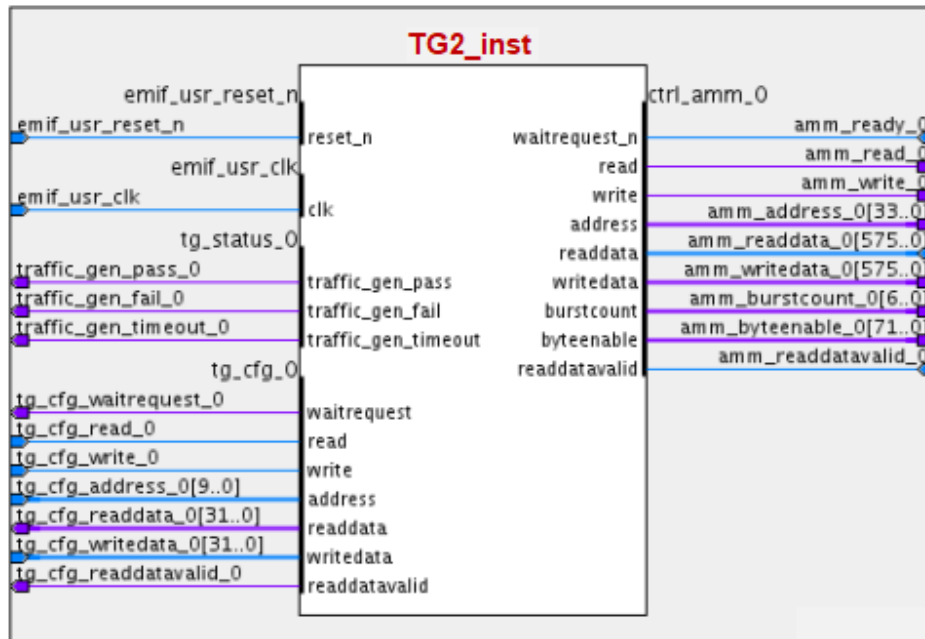 TG2_inst
emif_usr_reset_n
emif_usr_reset_n
reset_n
emif_usr_clk
emif_usr_clk
clk
tg_status_0
traffic_gen_pass_0
traffic_gen_pass
traffic_gen_fail_0
traffic_gen_fail
traffic_gen_timeout_0
traffic_gen_timeout
tg_cfg_0
tg_cfg_waitrequest_0
waitrequest
tg_cfg_read_0
read
tg_cfg_write_0
write
tg_cfg_address_0[9..0]
address
tg_cfg_readdata_0[31..0]
readdata
tg_cfg_writedata_0[31..0]
writedata
tg_cfg_readdatavalid_0
readdatavalid
ctrl_amm_0
waitrequest_n
amm_ready_0
read
amm_read_0
write
amm_write_0
address
amm_address_0[33..0]
readdata
amm_readdata_0[575..0]
writedata
amm_writedata_0[575..0]
burstcount
amm_burstcount_0[6..0]
byteenable
amm_byteenable_0[71..0]
readdatavalid
amm_readdatavalid_0